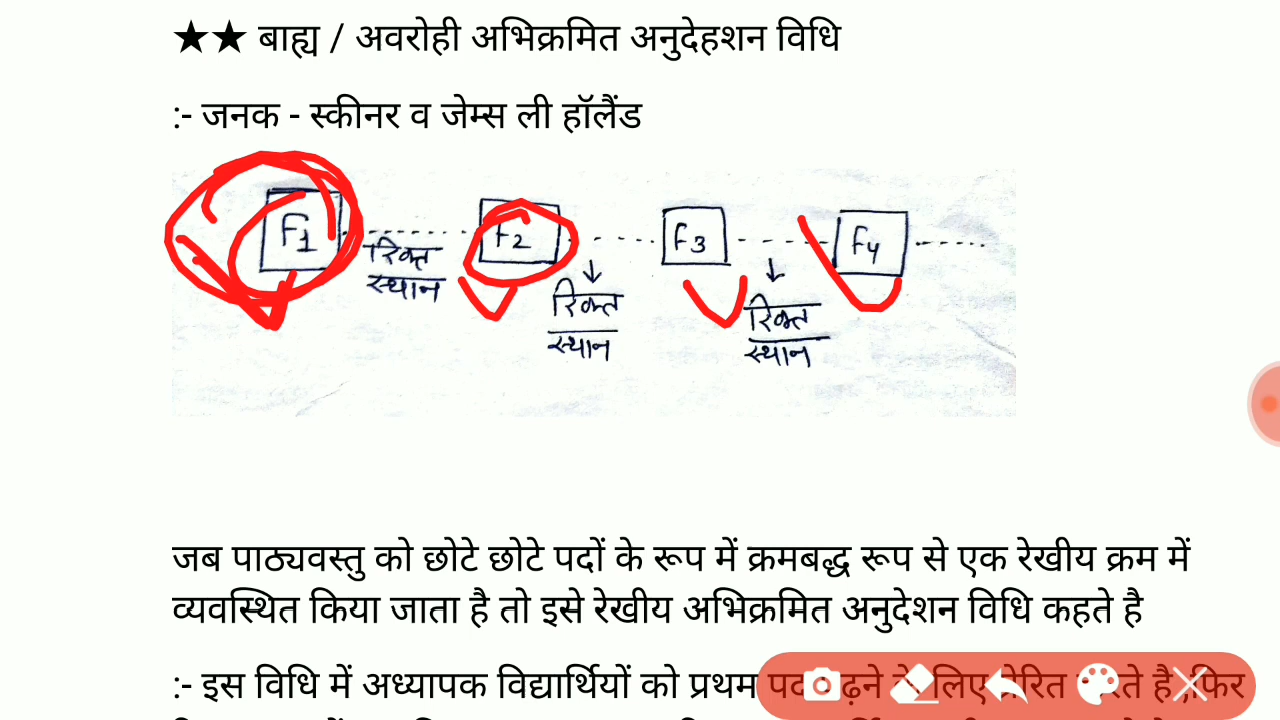 ★★ बाह्य / अवरोही अभिक्रमित अनुदेहशन विधि
:- जनक - स्कीनर व जेम्स ली हॉलैंड
F1 F2 F3 F4
रिक्त स्थान
रिक्त स्थान
रिक्त स्थान
जब पाठ्यवस्तु को छोटे छोटे पदों के रूप में क्रमबद्ध रूप से एक रेखीय क्रम में
व्यवस्थित किया जाता है तो इसे रेखीय अभिक्रमित अनुदेशन विधि कहते है
:- इस विधि में अध्यापक विद्यार्थियों को प्रथम पद लिए है,फिर